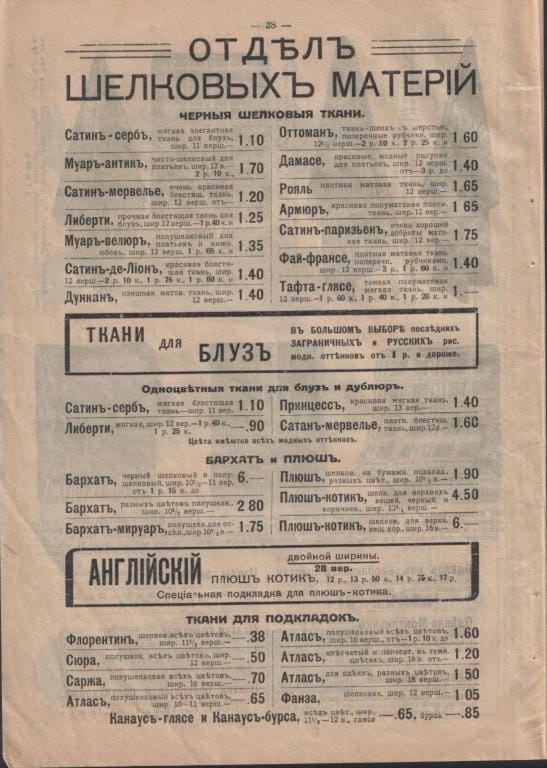 — 38 —
ОТДѢЛЪ
ШЕЛКОВЫХЪ МАТЕРІЙ
ЧЕРНЫЯ ШЕЛКОВЫЯ ТКАНИ.
Сатинъ-сербъ, мягкая элегантная ткань для блузъ, шир. 11 верш.— 1.10
Муаръ-антикъ, чисто-шелковый для платьевъ, шир. 12 в.— 2 р. 10 к., 1.70
Сатинъ-мервелье, очень красивая блестящ. ткань, шир. 12 верш. отъ— 1.20
Либерти, прочная блестящая ткань для блузъ, шир. 12 верш.—1 р. 40 к. и 1.25
Муаръ-велюръ, полушелковый для платьевъ и нижн. юбокъ, шир. 12 верш. 1 р. 65 к. и 1.35
Сатинъ-де-Ліонъ, красивая блестящая ткань, шир. 12 верш.—2 р. 10 к., 1 р. 75 к., 1 р. 60 к. и 1.40
Дунканъ, изящная матов. ткань, шир. 12 верш.— 1.40
Оттоманъ, ткань-шелкъ съ шерстью, поперечные рубчики, шир. 12½ верш.—2 р. 80 к. 2 р. 25 к. и 1 60
Дамасе, красивые, модные рисунки для платьевъ, шир. 12 верш. отъ—3 р. до 1.40
Рояль плотная матовая ткань, шир. 12 верш.— 1.65
Армюръ, красивая полуматовая плотн. ткань, шир. 12 вер.— 1.65
Сатинъ-паризьенъ, очень хорошей доброты матовая ткань, шир. 12 вер.— 1.75
Фай-франсе, плотная полуматовая ткань поперечн. рубчиками, шир. 12 верш.—2 р., 1 р. 60 к. и 1.40
Тафта-глясе, тонкая полуматовая мягкая ткань, шир. 12 верш.—1 р. 60 к., 1 р. 40 к., 1 р. 20 к. и 1.—
ТКАНИ для БЛУЗЪ
ВЪ БОЛЬШОМЪ ВЫБОРѢ послѣднихъ
ЗАГРАНИЧНЫХЪ и РУССКИХЪ рис.
модн. оттѣнковъ отъ 1 р. и дороже.
Одноцвѣтныя ткани для блузъ и дублюръ.
Сатинъ-сербъ, мягкая блестящая ткань—шир. 11 вер. 1.10
Либерти, мягкая, шир. 12 вер.—1 р. 40 к., 1 р. 25 к. —.90
Принцессъ, красивая мягкая ткань, шир. 13 вер.— 1.40
Сатанъ-мервелье, плотн. блестящ. ткань, шир. 12 в.— 1.60
Цвѣта имѣются всѣхъ модныхъ оттѣнковъ.
БАРХАТЪ и ПЛЮШЪ.
Бархатъ, черный шелковый и полушелковый, шир. 10½—11 вер. отъ 1 р. 15 к. до 6.—
Бархатъ, разныхъ цвѣтовъ полушелк., шир. 10½ верш.— 2 80
Бархатъ-мируаръ, полушелк. для отдѣл., шир. 10½ в.— 1.75
Плюшъ, шелков. на бумажн. подклад., разныхъ цвѣт., шир. 10½ в.— 1.90
Плюшъ-котикъ, шелк. для верхнихъ вещей, черный и коричнев., шир. 13½ верш.— 4.50
Плюшъ-котикъ, шелков. для верхн. вещ. кор., шир. 16 в.— 6.—
АНГЛІЙСКІЙ
двойной ширины.
28 вер.
ПЛЮШЪ КОТИКЪ, 12 р., 13 р. 50 к., 14 р. 75 к., 17 р.
Спеціальная подкладка для плюшъ-котика.
ТКАНИ для ПОДКЛАДОКЪ.
Флорентинъ, шелков. всѣхъ цвѣтовъ, шир. 11½ верш.— —.38
Сюра, полушелк. всѣхъ цвѣтовъ, шир. 12 верш.— —.50
Саржа, полушелковая всѣхъ цвѣтовъ, шир. 16 верш.— —.70
Атласъ, полушелковый всѣхъ цвѣтовъ, шир. 10—11 верш.— —.65
Атласъ, полушелковый всѣхъ цвѣтовъ, шир. 16 верш., отъ—1 р. 10 к. до 1.60
Атласъ, клѣтчатый и полосат. въ темн. цвѣтахъ, шир. 16 в. отъ— 1.20
Атласъ, для одеялъ, разныхъ цвѣтовъ, шир. 18 верш.— 1 50
Фанза, шелковая, шир. 12 верш.— 1 05
Канаусъ-глясе и Канаусъ-бурса, всѣхъ цвѣт., шир. 11½—12 в., глясе —.65, бурса —.85